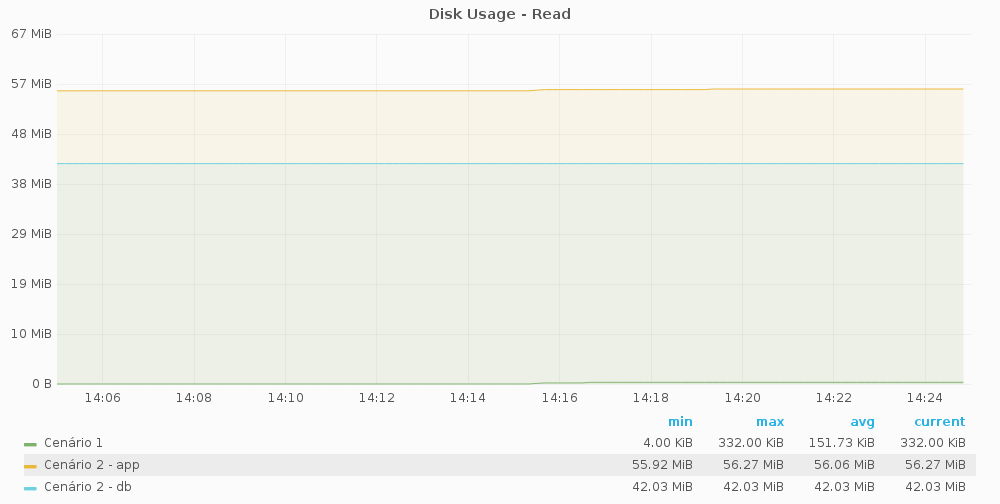 Disk Usage - Read
67 MiB
57 MiB
48 MiB
38 MiB
29 MiB
19 MiB
10 MiB
0 B
14:06 14:08 14:10 14:12 14:14 14:16 14:18 14:20 14:22 14:24
min max avg current
Cenário 1 4.00 KiB 332.00 KiB 151.73 KiB 332.00 KiB
Cenário 2 - app 55.92 MiB 56.27 MiB 56.06 MiB 56.27 MiB
Cenário 2 - db 42.03 MiB 42.03 MiB 42.03 MiB 42.03 MiB